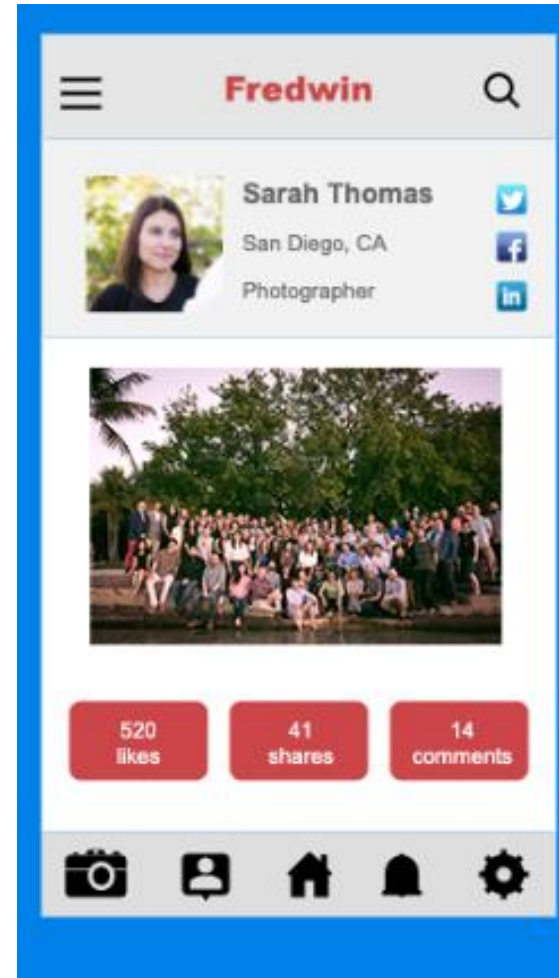 Fredwin
Sarah Thomas
San Diego, CA
Photographer
in
520
likes
41
shares
14
comments